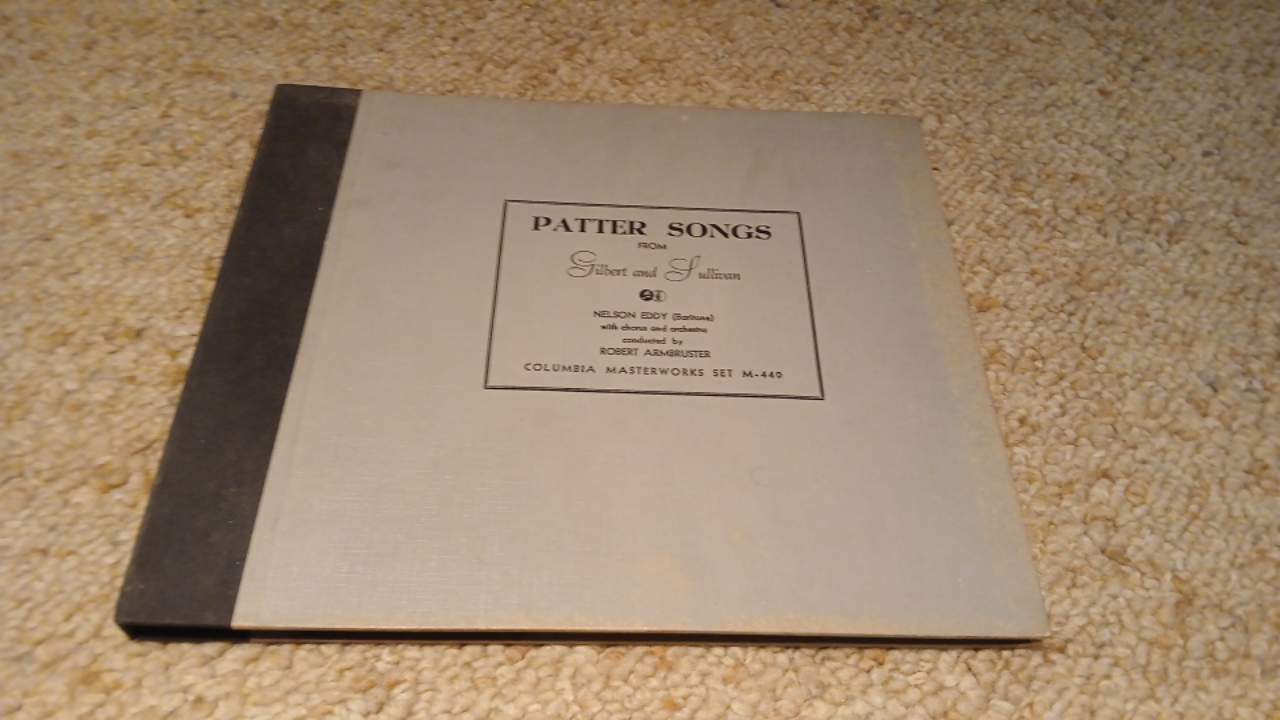 PATTER SONGS
FROM
Gilbert and Sullivan
NELSON EDDY (Baritone)
with chorus and orchestra
conducted by
ROBERT ARMBRUSTER
COLUMBIA MASTERWORKS SET M-440